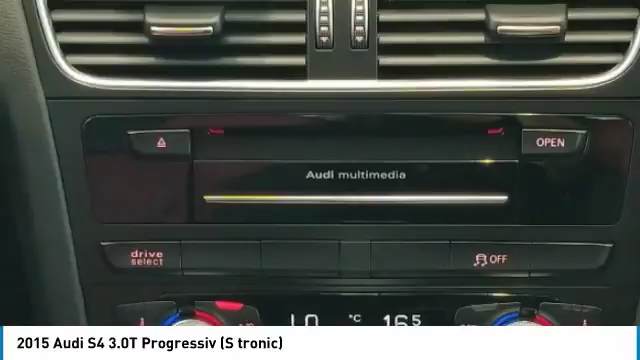 OPEN
Audi multimedia
drive
select
OFF
LO °C 16.5
2015 Audi S4 3.0T Progressiv (S tronic)